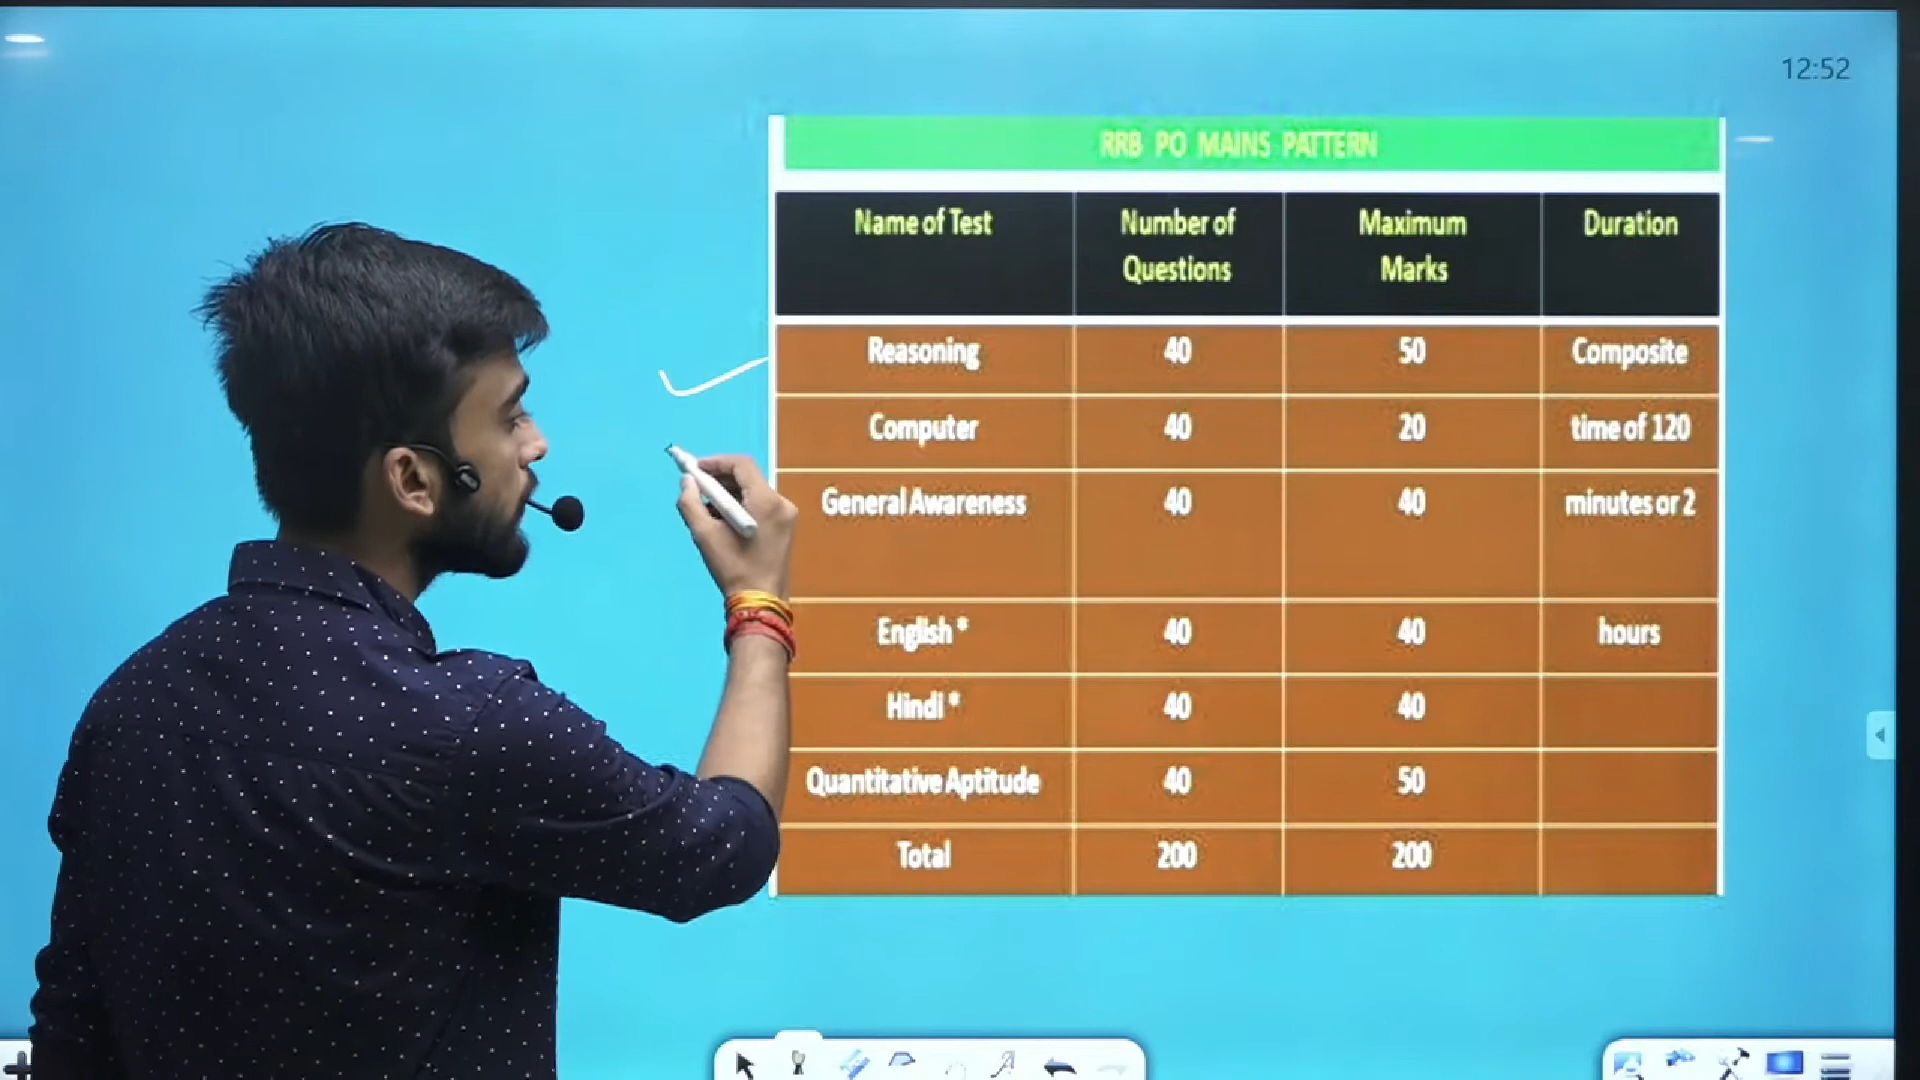 12:52
RRB PO MAINS PATTERN
Name of Test Number of Questions Maximum Marks Duration
Reasoning 40 50 Composite
Computer 40 20 time of 120
General Awareness 40 40 minutes or 2
English * 40 40 hours
Hindi * 40 40
Quantitative Aptitude 40 50
Total 200 200